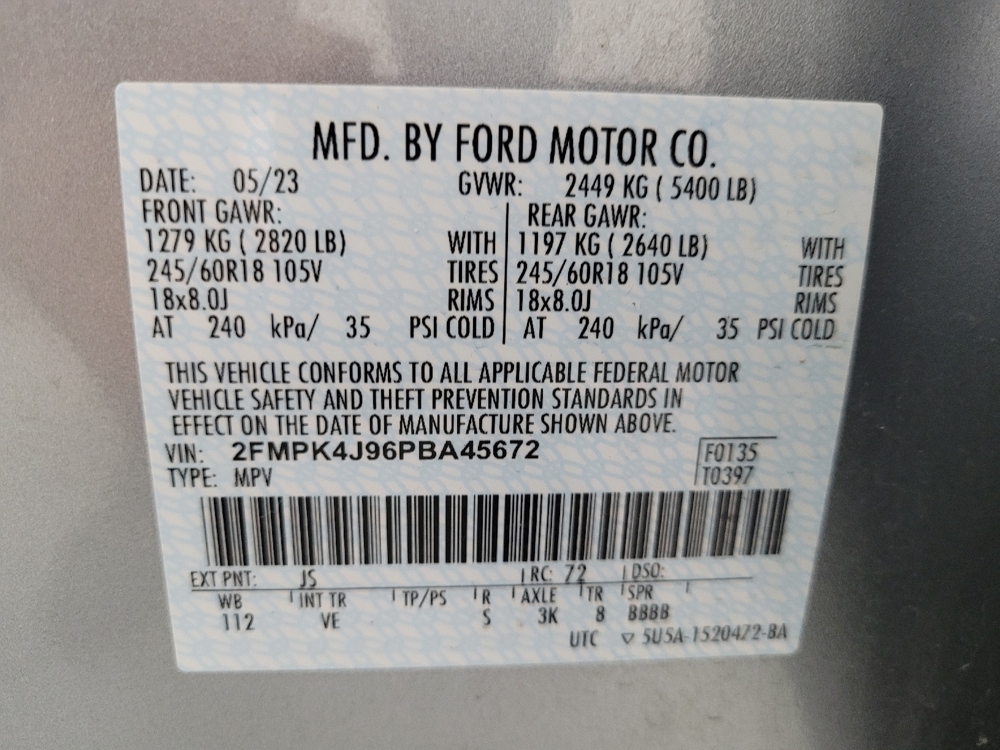 MFD. BY FORD MOTOR CO.
DATE: 05/23 GVWR: 2449 KG ( 5400 LB)
FRONT GAWR: REAR GAWR:
1279 KG ( 2820 LB) WITH 1197 KG ( 2640 LB) WITH
245/60R18 105V TIRES 245/60R18 105V TIRES
18x8.0J RIMS 18x8.0J RIMS
AT 240 kPa/ 35 PSI COLD AT 240 kPa/ 35 PSI COLD
THIS VEHICLE CONFORMS TO ALL APPLICABLE FEDERAL MOTOR
VEHICLE SAFETY AND THEFT PREVENTION STANDARDS IN
EFFECT ON THE DATE OF MANUFACTURE SHOWN ABOVE.
VIN: 2FMPK4J96PBA45672 F0135
TYPE: MPV T0397
EXT PNT: JS RC: 72 DSO:
WB INT TR TP/PS R AXLE TR SPR
112 VE S 3K 8 BBBB
UTC ▽ 5U5A-1520472-BA